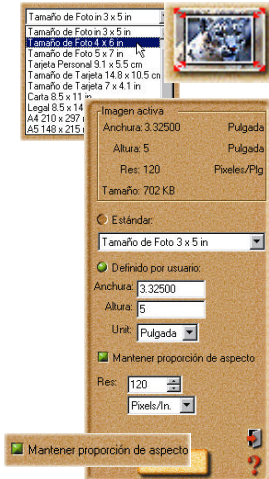 Tamaño de Foto in 3 x 5 in
Tamaño de Foto in 3 x 5 in
Tamaño de Foto 4 x 6 in
Tamaño de Foto 5 x 7 in
Tarjeta Personal 9.1 x 5.5 cm
Tamaño de Tarjeta 14.8 x 10.5 cm
Tamaño de Tarjeta 7 x 4.1 in
Carta 8.5 x 11 in
Legal 8.5 x 14
A4 210 x 297
A5 148 x 215
Imagen activa
Anchura: 3.32500 Pulgada
Altura: 5 Pulgada
Res: 120 Pixeles/Plg
Tamaño: 702 KB
Estándar:
Tamaño de Foto 3 x 5 in
Definido por usuario:
Anchura: 3.32500
Altura: 5
Unit: Pulgada
Mantener proporción de aspecto
Res: 120
Pixels/In.
Mantener proporción de aspecto
?